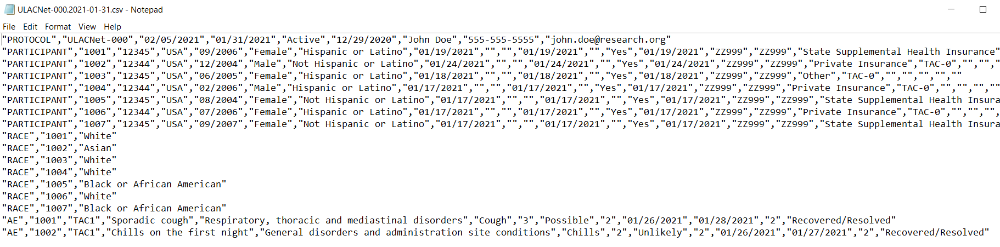 ULACNet-000.2021-01-31.csv - Notepad
File Edit Format View Help
"PROTOCOL","ULACNet-000","02/05/2021","01/31/2021","Active","12/29/2020","John Doe","555-555-5555","john.doe@research.org"
"PARTICIPANT","1001","12345","USA","09/2006","Female","Hispanic or Latino","01/19/2021","","","01/19/2021","","Yes","01/19/2021","ZZ999","ZZ999","State Supplemental Health Insurance"
"PARTICIPANT","1002","12344","USA","12/2004","Male","Not Hispanic or Latino","01/24/2021","","","01/24/2021","","Yes","01/24/2021","ZZ999","ZZ999","Private Insurance","TAC-0","","","
"PARTICIPANT","1003","12345","USA","06/2005","Female","Hispanic or Latino","01/18/2021","","","01/18/2021","","Yes","01/18/2021","ZZ999","ZZ999","Other","TAC-0","","","","",""
"PARTICIPANT","1004","12344","USA","02/2006","Male","Hispanic or Latino","01/17/2021","","","01/17/2021","","Yes","01/17/2021","ZZ999","ZZ999","Private Insurance","TAC-0","","","",""
"PARTICIPANT","1005","12345","USA","08/2004","Female","Not Hispanic or Latino","01/17/2021","","","01/17/2021","","Yes","01/17/2021","ZZ999","ZZ999","State Supplemental Health Insura
"PARTICIPANT","1006","12344","USA","07/2006","Female","Hispanic or Latino","01/17/2021","","","01/17/2021","","Yes","01/17/2021","ZZ999","ZZ999","Private Insurance","TAC-0","","","",
"PARTICIPANT","1007","12345","USA","09/2007","Female","Not Hispanic or Latino","01/17/2021","","","01/17/2021","","Yes","01/17/2021","ZZ999","ZZ999","State Supplemental Health Insura
"RACE","1001","White"
"RACE","1002","Asian"
"RACE","1003","White"
"RACE","1004","White"
"RACE","1005","Black or African American"
"RACE","1006","White"
"RACE","1007","Black or African American"
"AE","1001","TAC1","Sporadic cough","Respiratory, thoracic and mediastinal disorders","Cough","3","Possible","2","01/26/2021","01/28/2021","2","Recovered/Resolved"
"AE","1002","TAC1","Chills on the first night","General disorders and administration site conditions","Chills","2","Unlikely","2","01/26/2021","01/27/2021","2","Recovered/Resolved"